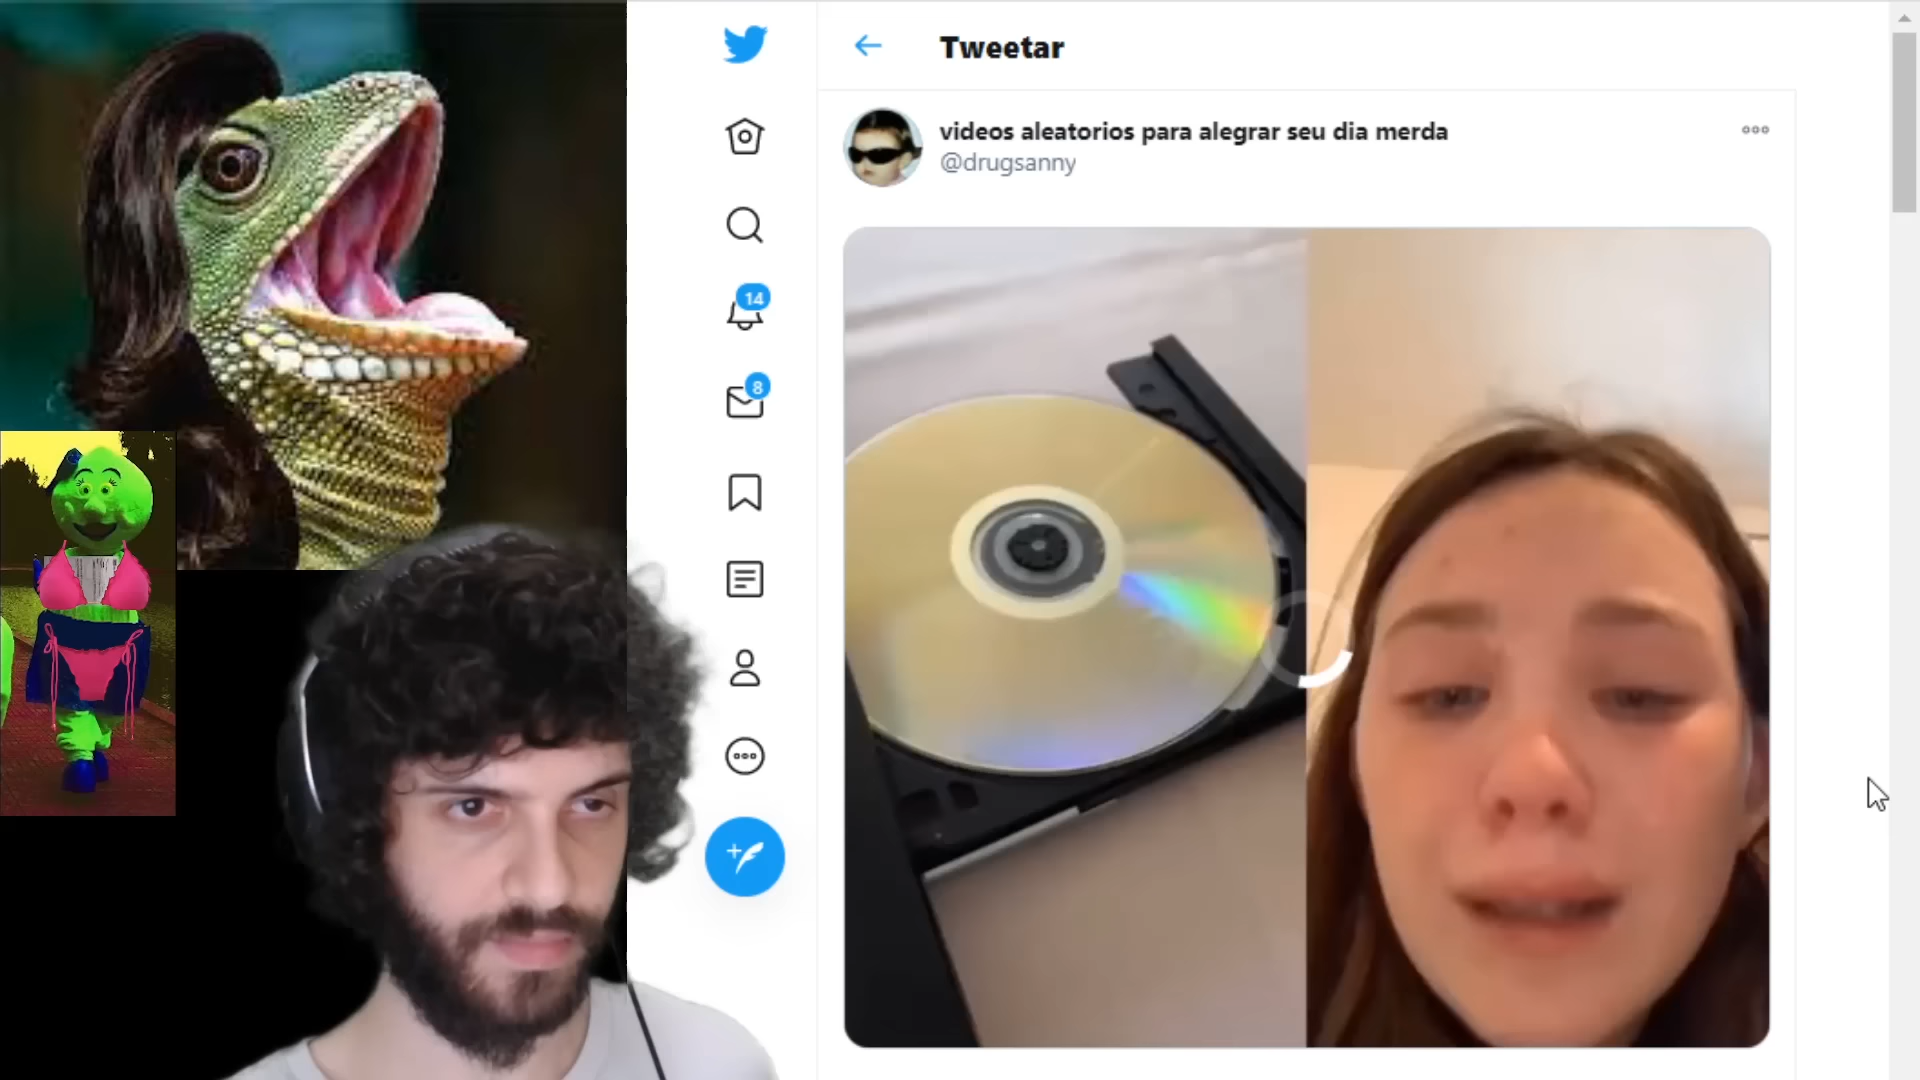 Tweetar
videos aleatorios para alegrar seu dia merda
@drugsanny
14
8